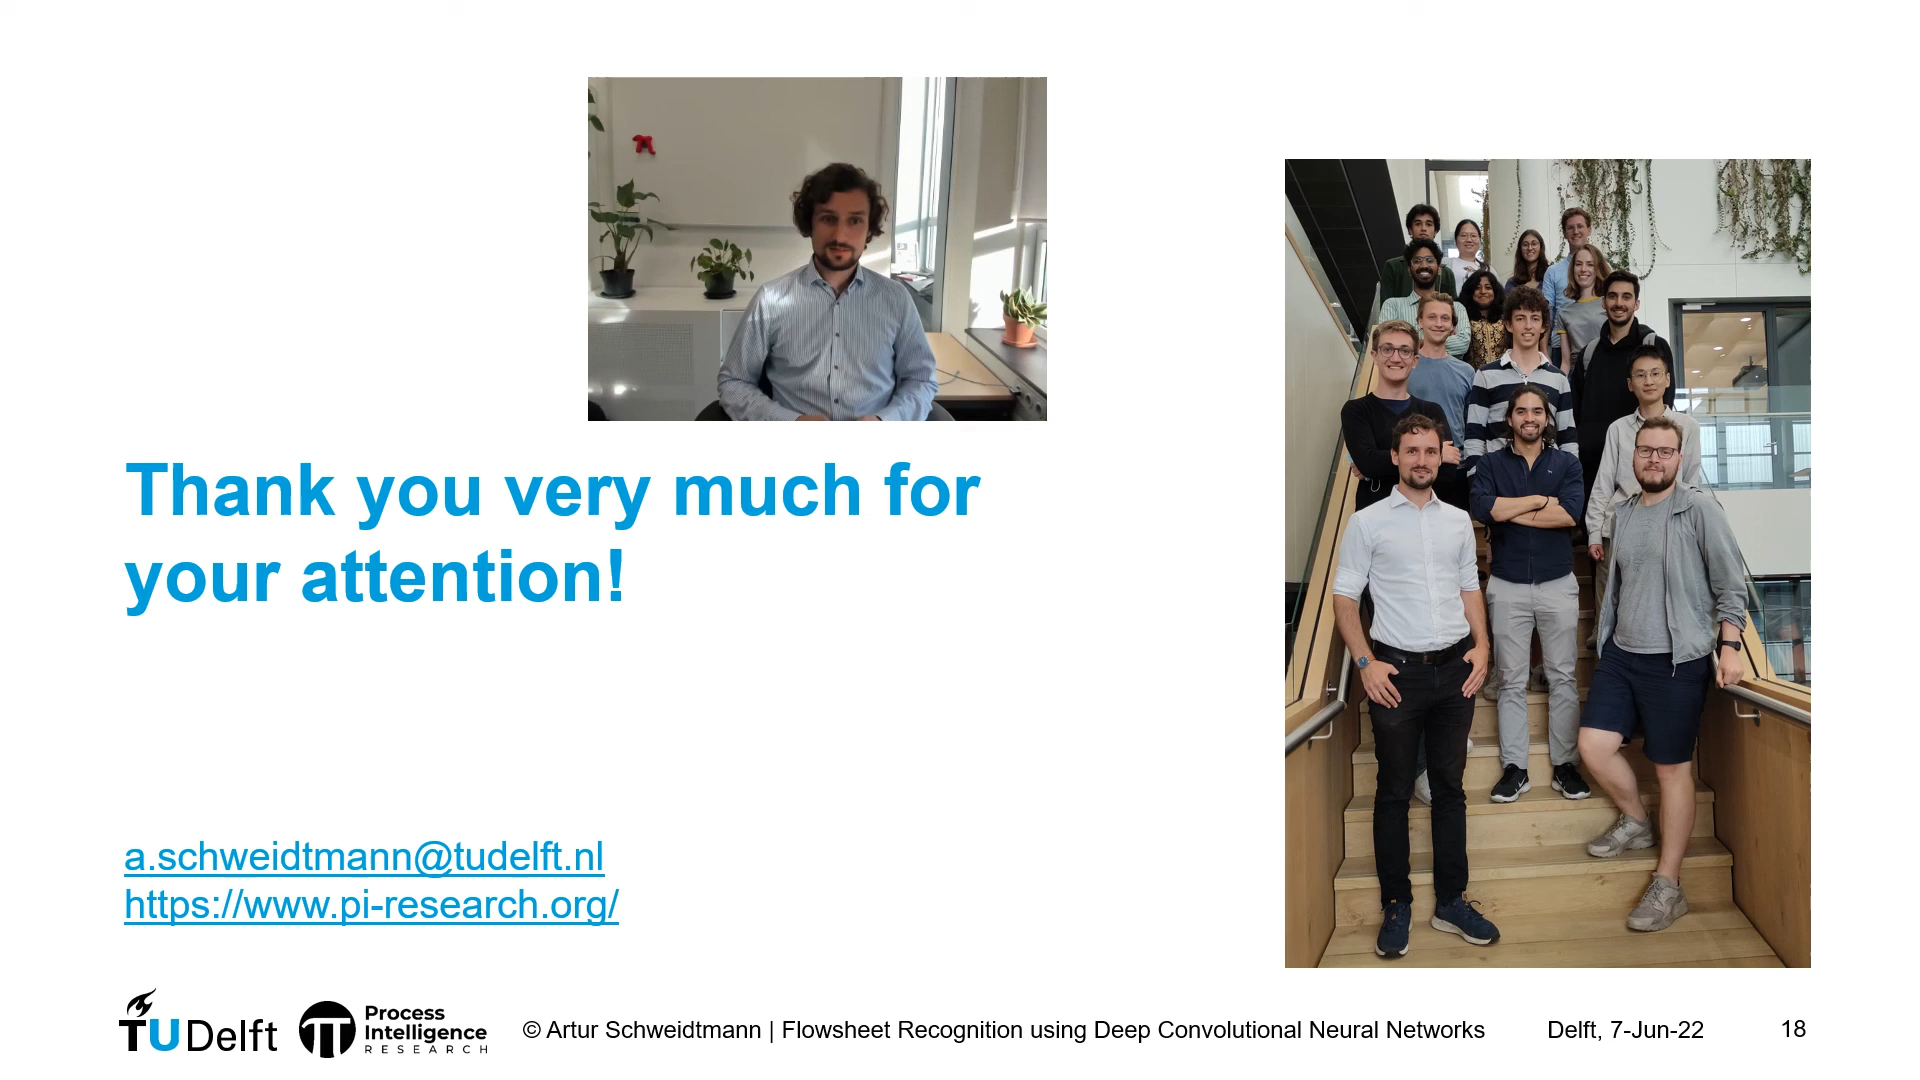 Thank you very much for
your attention!
a.schweidtmann@tudelft.nl
https://www.pi-research.org/
TU Delft
Process
Intelligence
RESEARCH
© Artur Schweidtmann | Flowsheet Recognition using Deep Convolutional Neural Networks
Delft, 7-Jun-22
18